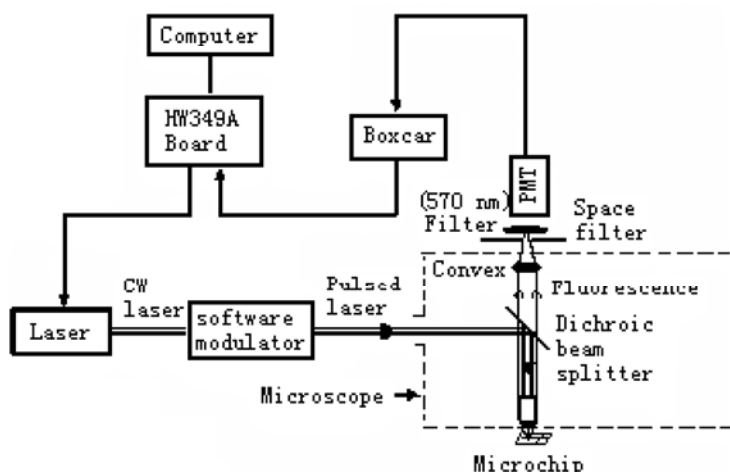 Computer
HW349A
Board
Boxcar
PMT
(570 nm)
Filter
Space
filter
Convex
Fluorescence
CW
laser
Pulsed
laser
Laser
software
modulator
Dichroic
beam
splitter
Microscope
Microchip